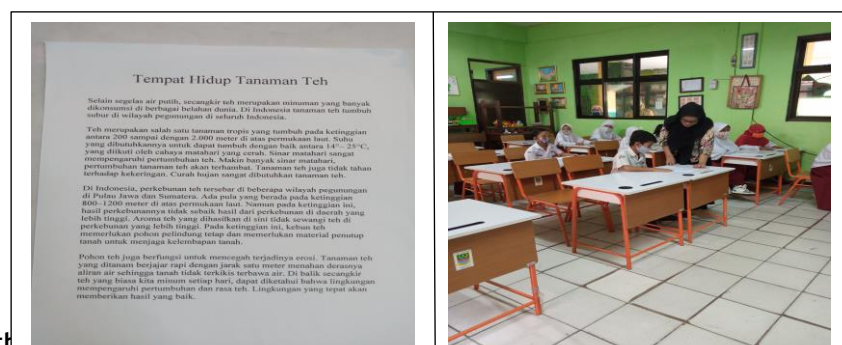 Tempat Hidup Tanaman Teh
Selain segelas air putih, secangkir teh merupakan minuman yang banyak
dikonsumsi di berbagai belahan dunia. Di Indonesia tanaman teh tumbuh
subur di wilayah pegunungan di seluruh Indonesia.
Teh merupakan salah satu tanaman tropis yang tumbuh pada ketinggian
antara 200 sampai dengan 2.000 meter di atas permukaan laut. Suhu
yang dibutuhkannya untuk dapat tumbuh dengan baik antara 14°– 25°C,
yang diikuti oleh cahaya matahari yang cerah. Sinar matahari sangat
mempengaruhi pertumbuhan teh. Makin banyak sinar matahari,
pertumbuhan tanaman teh akan terhambat. Tanaman teh juga tidak tahan
terhadap kekeringan. Curah hujan sangat dibutuhkan tanaman teh.
Di Indonesia, perkebunan teh tersebar di beberapa wilayah pegunungan
di Pulau Jawa dan Sumatera. Ada pula yang berada pada ketinggian
800–1200 meter di atas permukaan laut. Namun pada ketinggian ini,
hasil perkebunannya tidak sebaik hasil dari perkebunan di daerah yang
lebih tinggi. Aroma teh yang dihasilkan di sini tidak sewangi teh di
perkebunan yang lebih tinggi. Pada ketinggian ini, kebun teh
memerlukan pohon pelindung tetap dan memerlukan material penutup
tanah untuk menjaga kelembapan tanah.
Pohon teh juga berfungsi untuk mencegah terjadinya erosi. Tanaman teh
yang ditanam berjajar rapi dengan jarak satu meter menahan derasnya
aliran air sehingga tanah tidak terkikis terbawa air. Di balik secangkir
teh yang biasa kita minum setiap hari, dapat diketahui bahwa lingkungan
mempengaruhi pertumbuhan dan rasa teh. Lingkungan yang tepat akan
memberikan hasil yang baik.